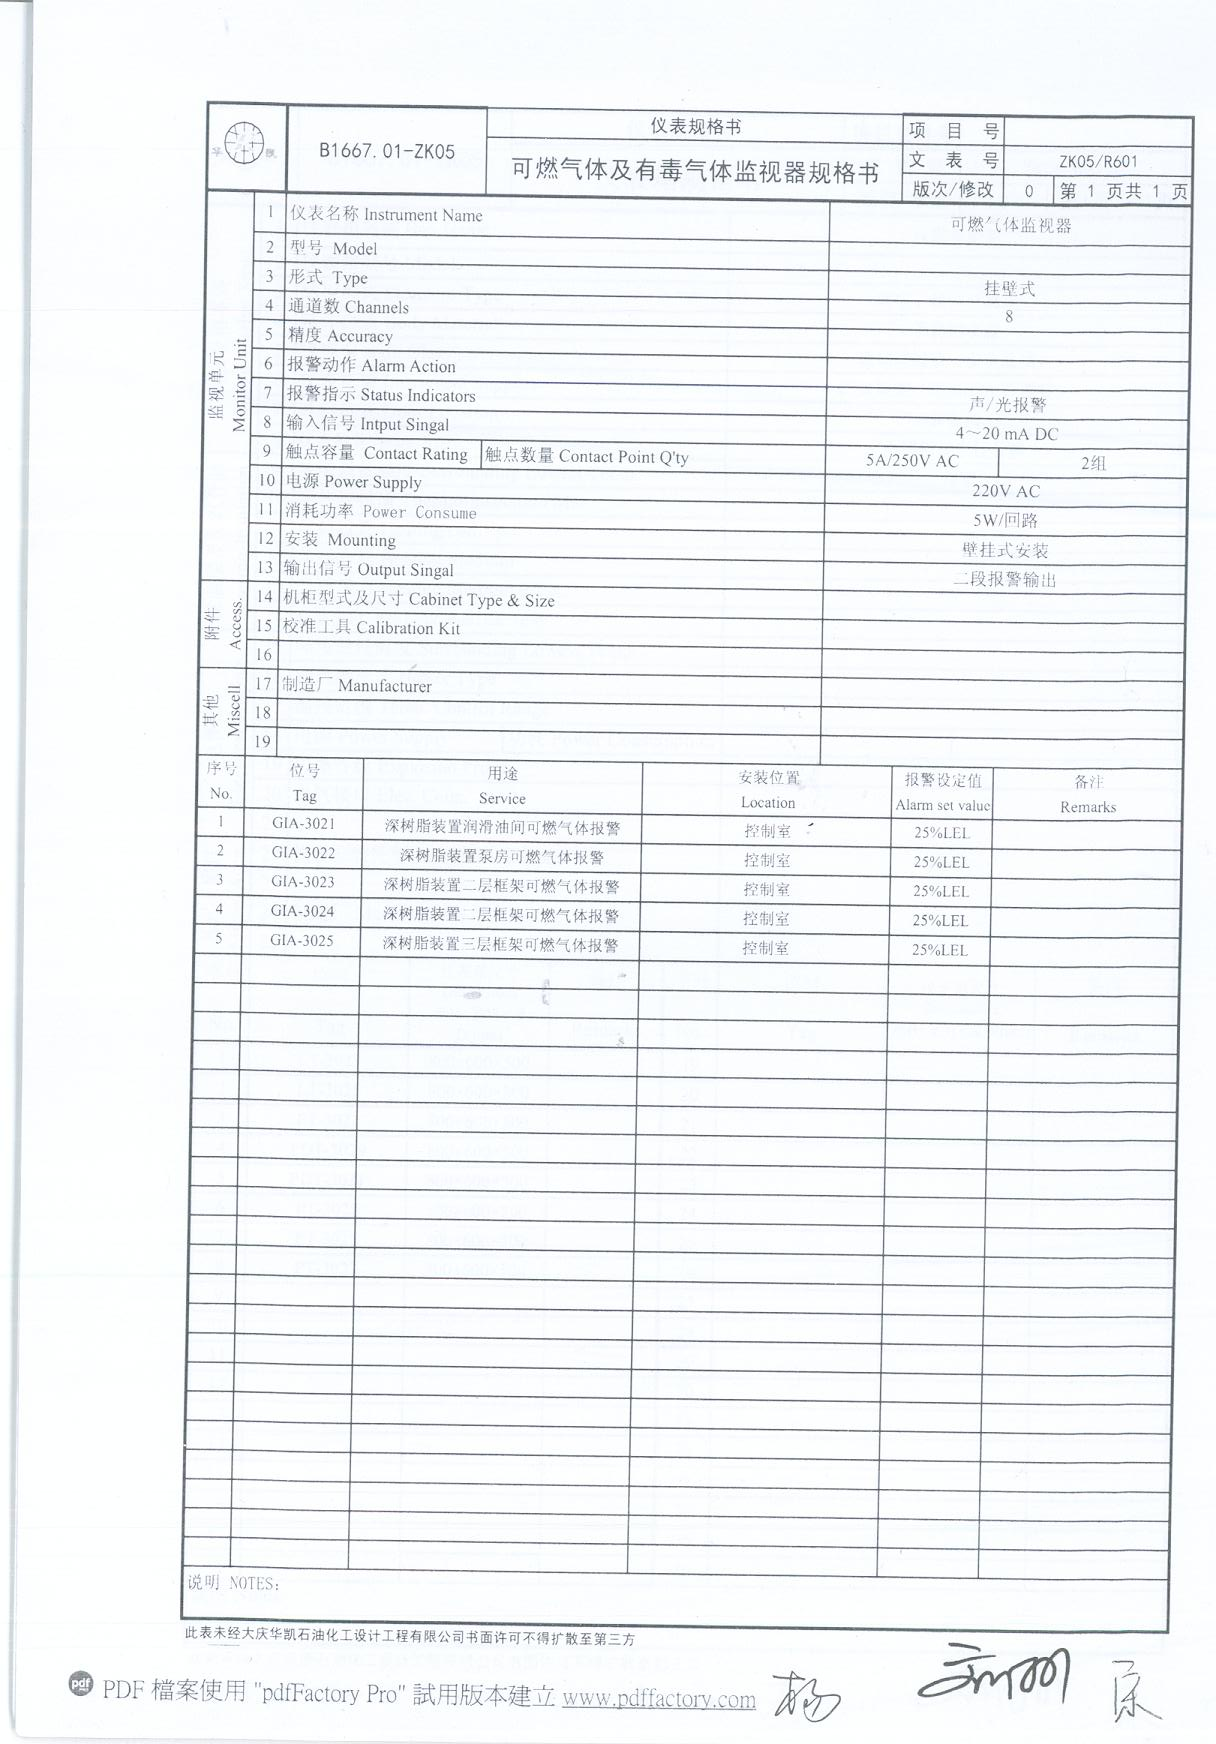 华 凯
B1667.01-ZK05
仪表规格书
可燃气体及有毒气体监视器规格书
项 目 号
文 表 号 ZK05/R601
版次/修改 0 第 1 页共 1 页
监视单元
Monitor Unit
1 仪表名称 Instrument Name 可燃气体监视器
2 型号 Model
3 形式 Type 挂壁式
4 通道数 Channels 8
5 精度 Accuracy
6 报警动作 Alarm Action
7 报警指示 Status Indicators 声/光报警
8 输入信号 Intput Singal 4~20 mA DC
9 触点容量 Contact Rating 触点数量 Contact Point Q'ty 5A/250V AC 2组
10 电源 Power Supply 220V AC
11 消耗功率 Power Consume 5W/回路
12 安装 Mounting 壁挂式安装
13 输出信号 Output Singal 二段报警输出
附件
Access.
14 机柜型式及尺寸 Cabinet Type & Size
15 校准工具 Calibration Kit
16
其他
Miscell
17 制造厂 Manufacturer
18
19
序号 位号 用途 安装位置 报警设定值 备注
No. Tag Service Location Alarm set value Remarks
1 GIA-3021 深树脂装置润滑油间可燃气体报警 控制室 25%LEL
2 GIA-3022 深树脂装置泵房可燃气体报警 控制室 25%LEL
3 GIA-3023 深树脂装置二层框架可燃气体报警 控制室 25%LEL
4 GIA-3024 深树脂装置二层框架可燃气体报警 控制室 25%LEL
5 GIA-3025 深树脂装置三层框架可燃气体报警 控制室 25%LEL
说明 NOTES:
此表未经大庆华凯石油化工设计工程有限公司书面许可不得扩散至第三方
pdf PDF 檔案使用 "pdfFactory Pro" 試用版本建立 www.pdffactory.com
杨